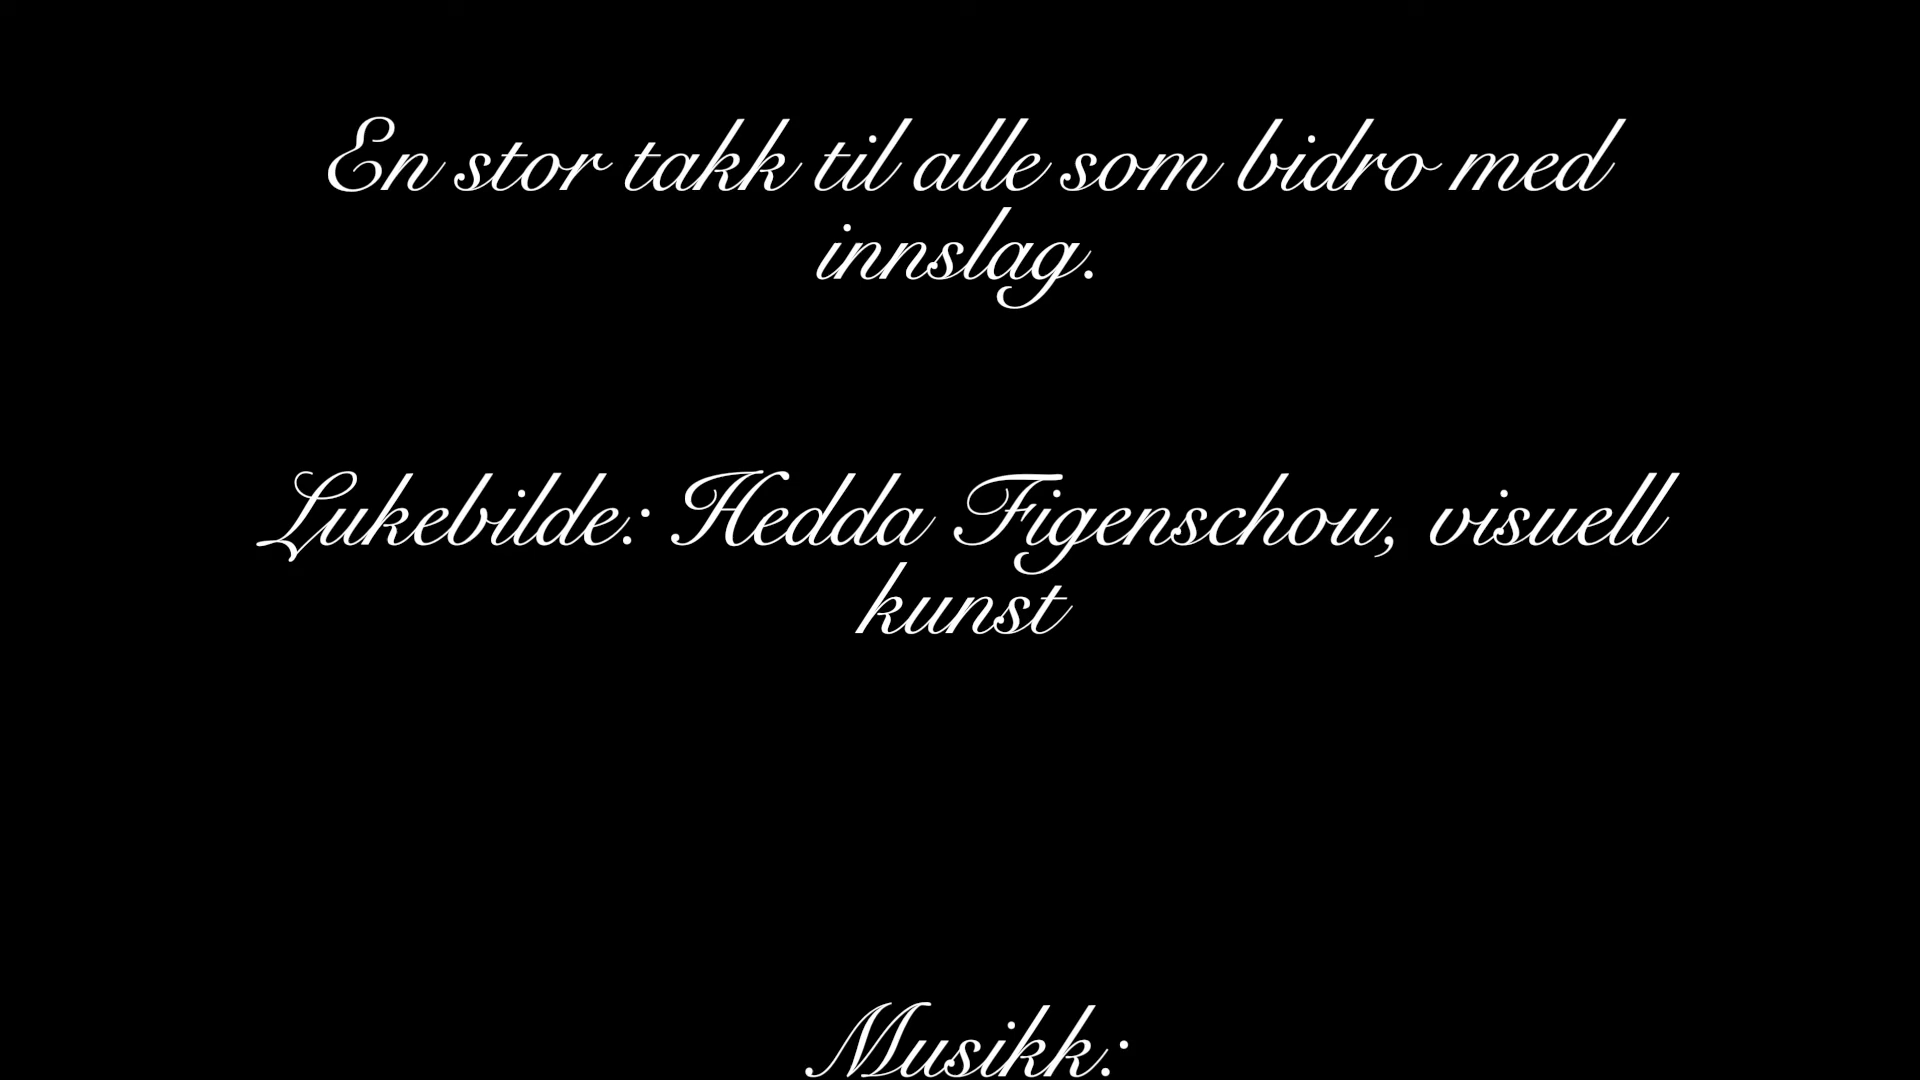 En stor takk til alle som bidro med
innslag.
Lukebilde: Hedda Figenschou, visuell
kunst
Musikk: